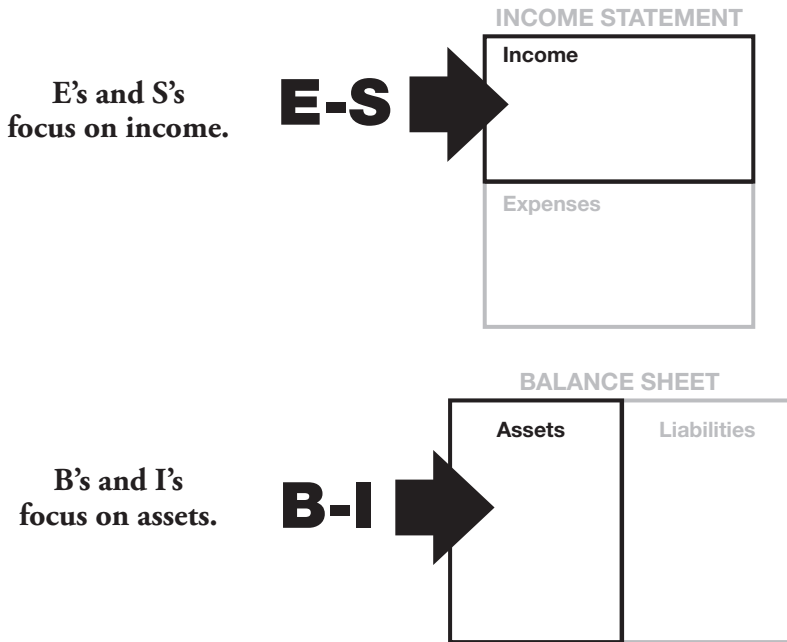 INCOME STATEMENT
Income
E’s and S’s
focus on income.
E-S
Expenses
BALANCE SHEET
Assets
Liabilities
B’s and I’s
focus on assets.
B-I